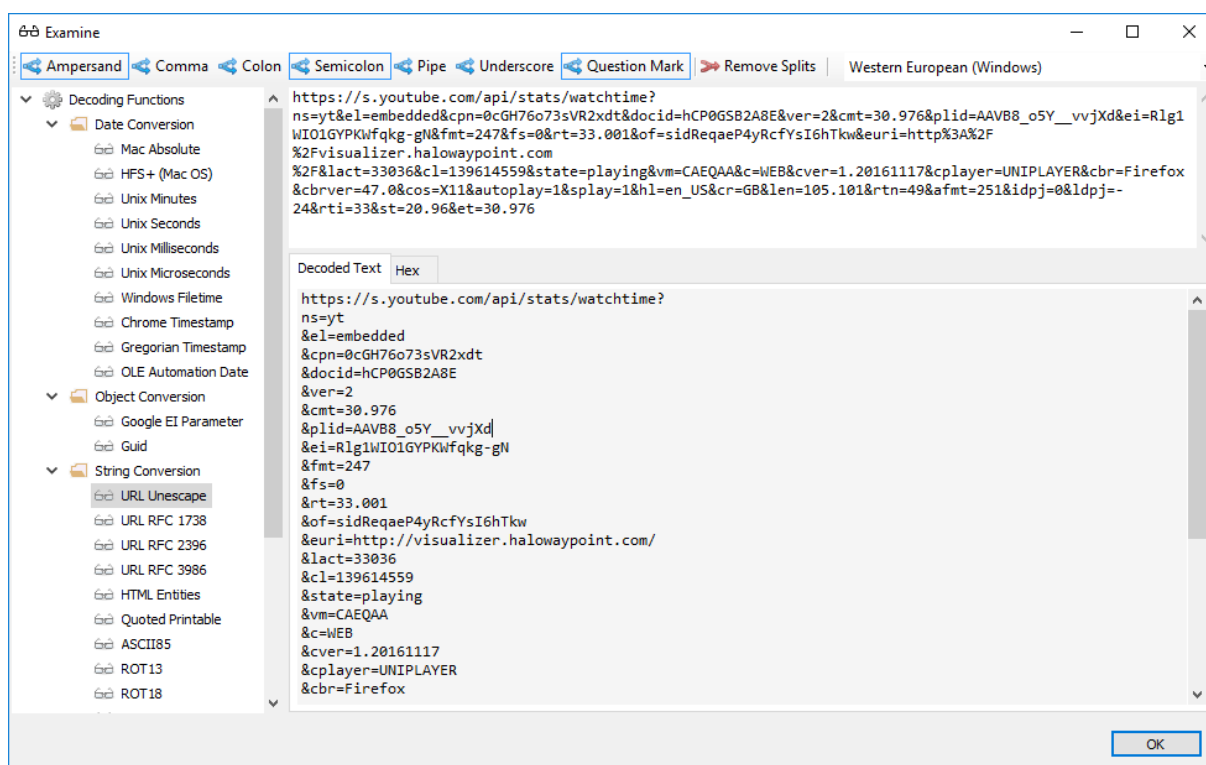 Examine
Ampersand Comma Colon Semicolon Pipe Underscore Question Mark Remove Splits Western European (Windows)
Decoding Functions
Date Conversion
Mac Absolute
HFS+ (Mac OS)
Unix Minutes
Unix Seconds
Unix Milliseconds
Unix Microseconds
Windows Filetime
Chrome Timestamp
Gregorian Timestamp
OLE Automation Date
Object Conversion
Google EI Parameter
Guid
String Conversion
URL Unescape
URL RFC 1738
URL RFC 2396
URL RFC 3986
HTML Entities
Quoted Printable
ASCII85
ROT13
ROT18
https://s.youtube.com/api/stats/watchtime?
ns=yt&el=embedded&cpn=0cGH76o73sVR2xdt&docid=hCP0GSB2A8E&ver=2&cmt=30.976&plid=AAVB8_o5Y__vvjXd&ei=Rlg1
WIO1GYPKWfqkg-gN&fmt=247&fs=0&rt=33.001&of=sidReqaeP4yRcfYsI6hTkw&euri=http%3A%2F
%2Fvisualizer.halowaypoint.com
%2F&lact=33036&cl=139614559&state=playing&vm=CAEQAA&c=WEB&cver=1.20161117&cplayer=UNIPLAYER&cbr=Firefox
&cbrver=47.0&cos=X11&autoplay=1&splay=1&hl=en_US&cr=GB&len=105.101&rtn=49&afmt=251&idpj=0&ldpj=-
24&rti=33&st=20.96&et=30.976
Decoded Text Hex
https://s.youtube.com/api/stats/watchtime?
ns=yt
&el=embedded
&cpn=0cGH76o73sVR2xdt
&docid=hCP0GSB2A8E
&ver=2
&cmt=30.976
&plid=AAVB8_o5Y__vvjXd
&ei=Rlg1WIO1GYPKWfqkg-gN
&fmt=247
&fs=0
&rt=33.001
&of=sidReqaeP4yRcfYsI6hTkw
&euri=http://visualizer.halowaypoint.com/
&lact=33036
&cl=139614559
&state=playing
&vm=CAEQAA
&c=WEB
&cver=1.20161117
&cplayer=UNIPLAYER
&cbr=Firefox
OK